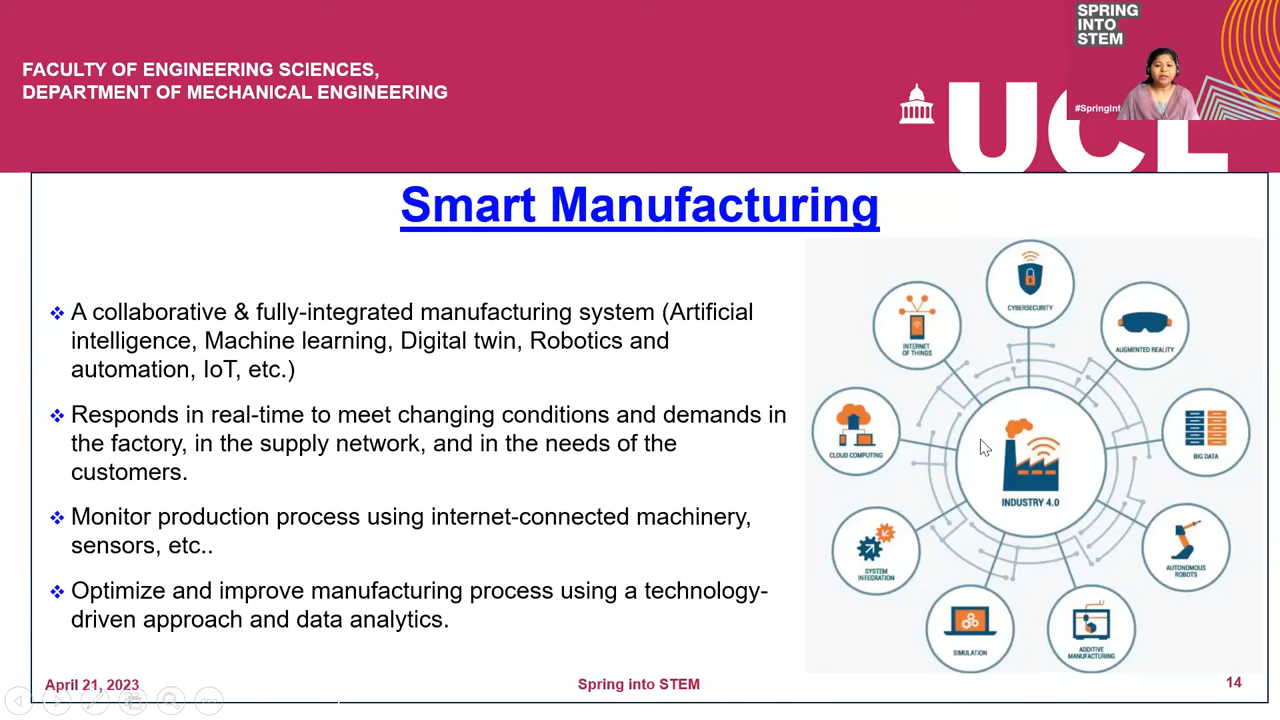 SPRING
INTO
STEM
#SpringInt
FACULTY OF ENGINEERING SCIENCES,
DEPARTMENT OF MECHANICAL ENGINEERING
UCL
Smart Manufacturing
A collaborative & fully-integrated manufacturing system (Artificial
intelligence, Machine learning, Digital twin, Robotics and
automation, IoT, etc.)
Responds in real-time to meet changing conditions and demands in
the factory, in the supply network, and in the needs of the
customers.
Monitor production process using internet-connected machinery,
sensors, etc..
Optimize and improve manufacturing process using a technology-
driven approach and data analytics.
CYBERSECURITY
INTERNET
OF THINGS
AUGMENTED REALITY
CLOUD COMPUTING
BIG DATA
INDUSTRY 4.0
SYSTEM
INTEGRATION
AUTONOMOUS
ROBOTS
SIMULATION
ADDITIVE
MANUFACTURING
April 21, 2023
Spring into STEM
14